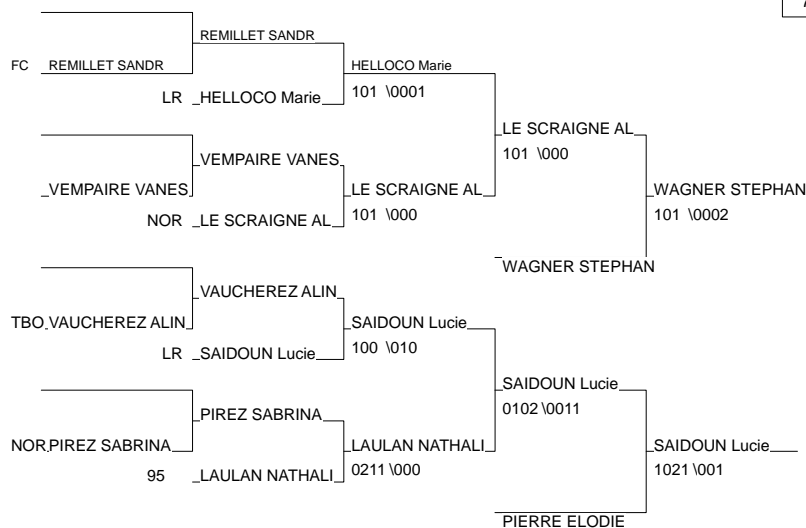 REMILLET SANDR
FC REMILLET SANDR HELLOCO Marie
LR HELLOCO Marie 101 \0001
LE SCRAIGNE AL
101 \000
VEMPAIRE VANES
VEMPAIRE VANES LE SCRAIGNE AL WAGNER STEPHAN
NOR LE SCRAIGNE AL 101 \000 101 \0002
WAGNER STEPHAN
VAUCHEREZ ALIN
TBO VAUCHEREZ ALIN SAIDOUN Lucie
LR SAIDOUN Lucie 100 \010
SAIDOUN Lucie
0102 \0011
PIREZ SABRINA
NOR PIREZ SABRINA LAULAN NATHALI SAIDOUN Lucie
95 LAULAN NATHALI 0211 \000 1021 \001
PIERRE ELODIE